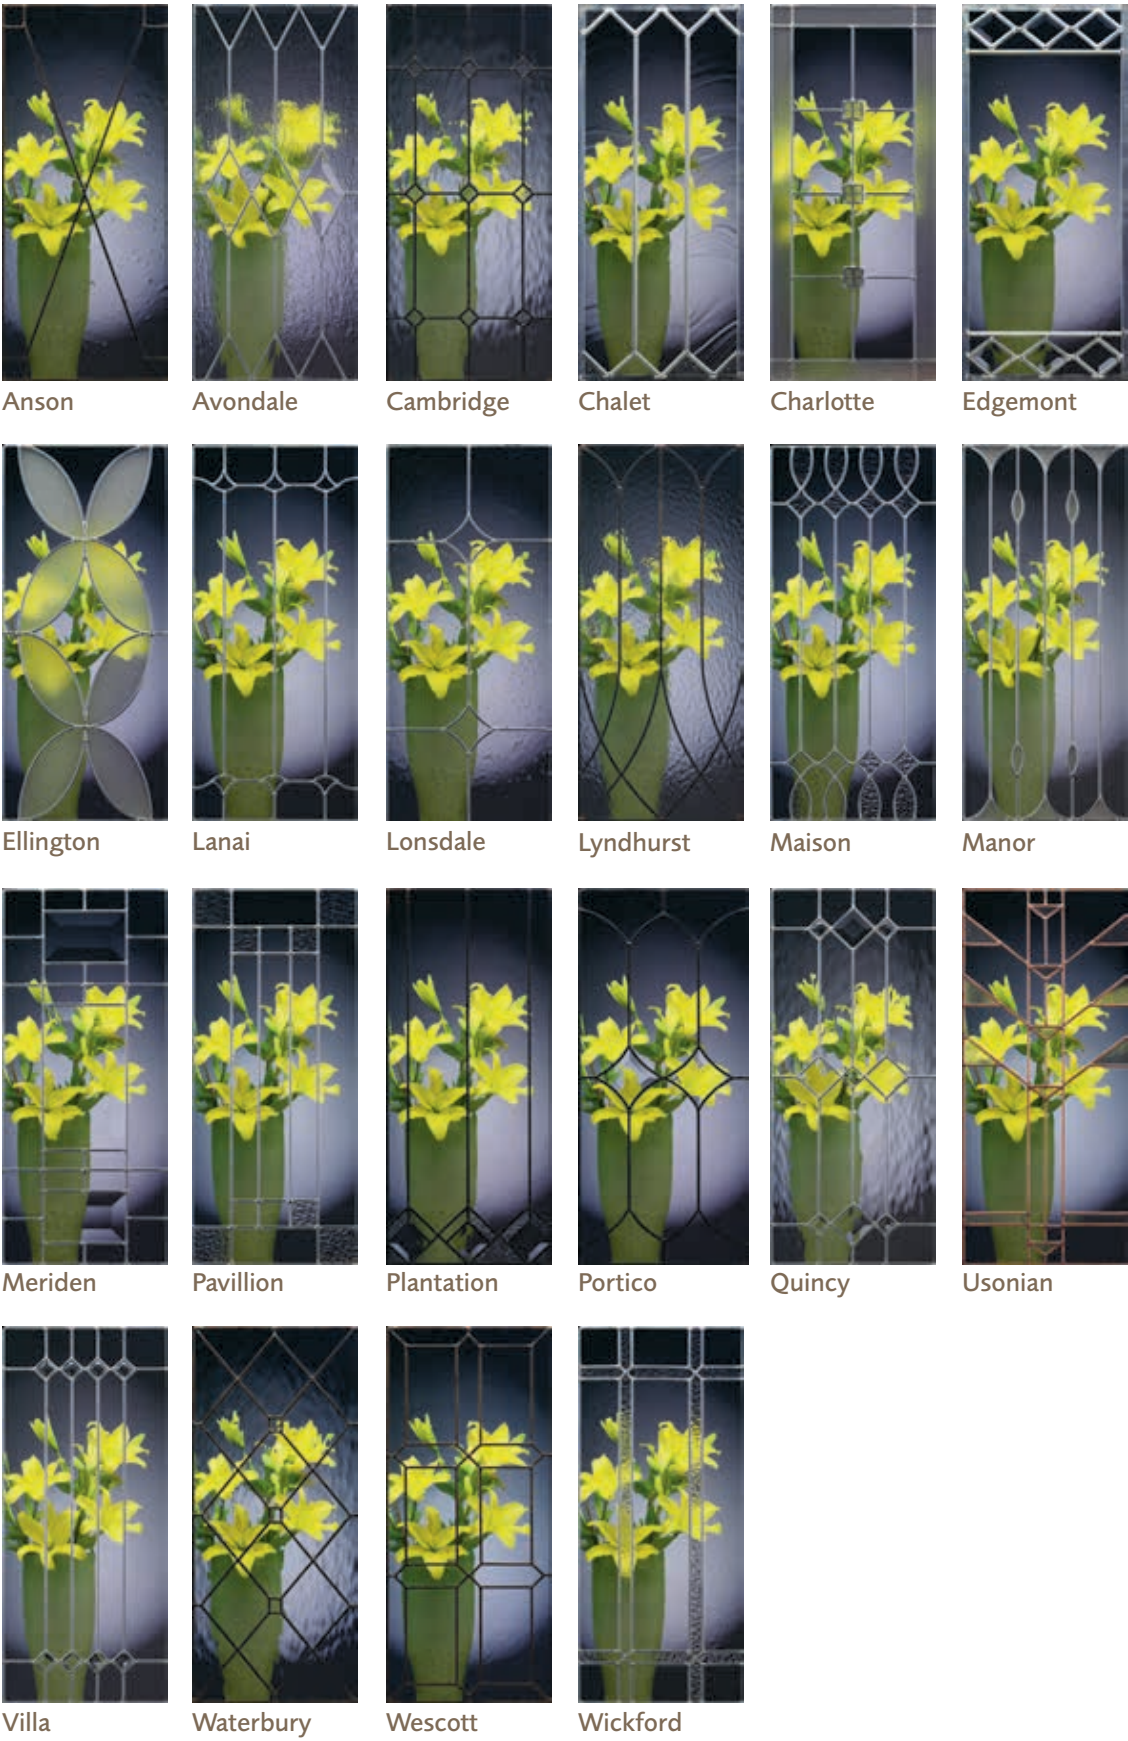 Anson
Avondale
Cambridge
Chalet
Charlotte
Edgemont
Ellington
Lanai
Lonsdale
Lyndhurst
Maison
Manor
Meriden
Pavillion
Plantation
Portico
Quincy
Usonian
Villa
Waterbury
Wescott
Wickford